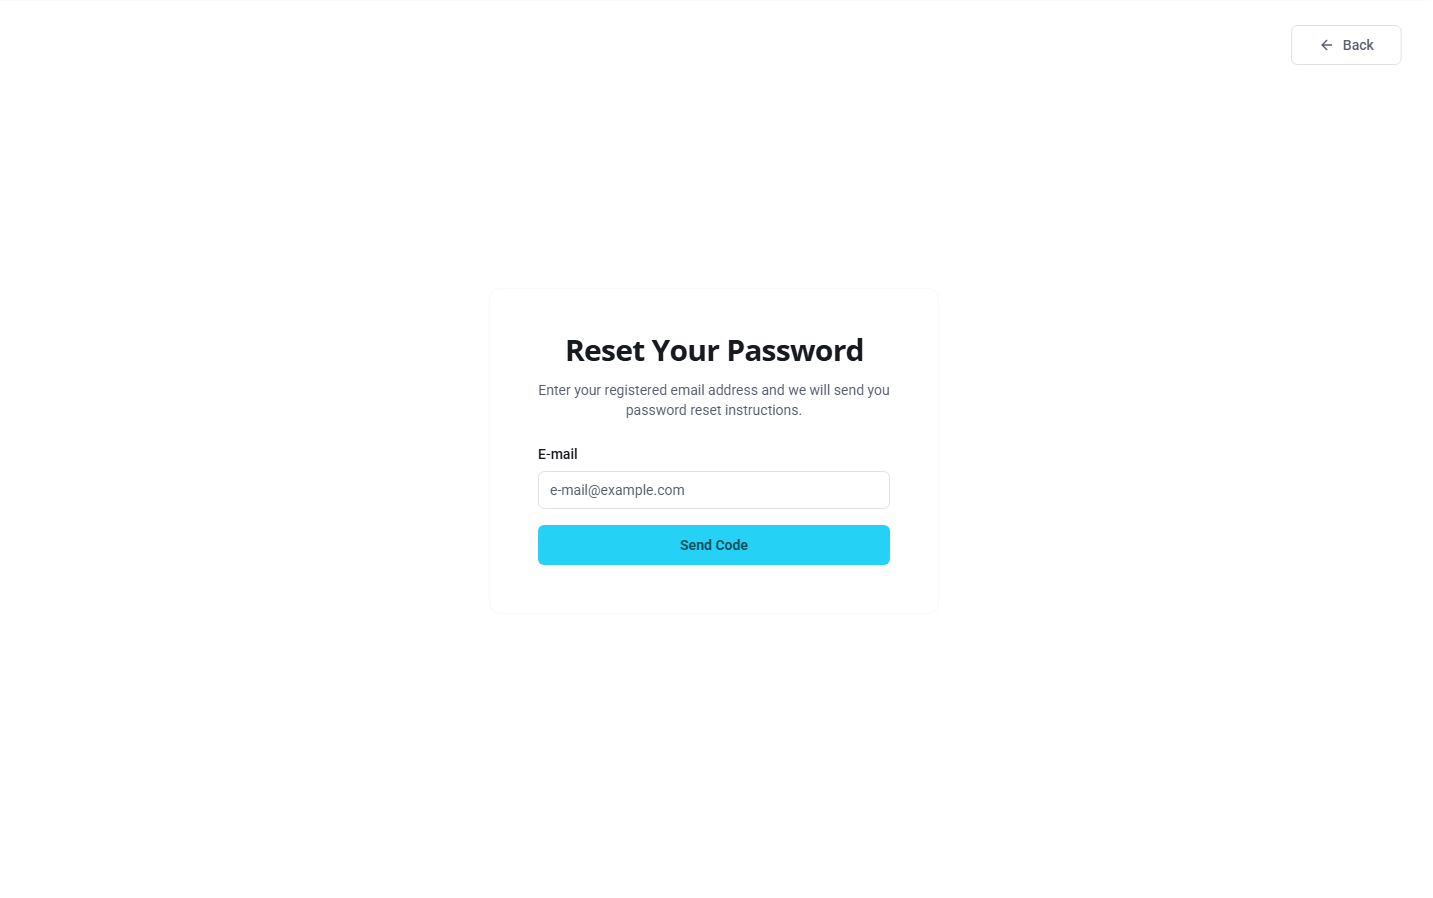 Back
Reset Your Password
Enter your registered email address and we will send you
password reset instructions.
E-mail
e-mail@example.com
Send Code